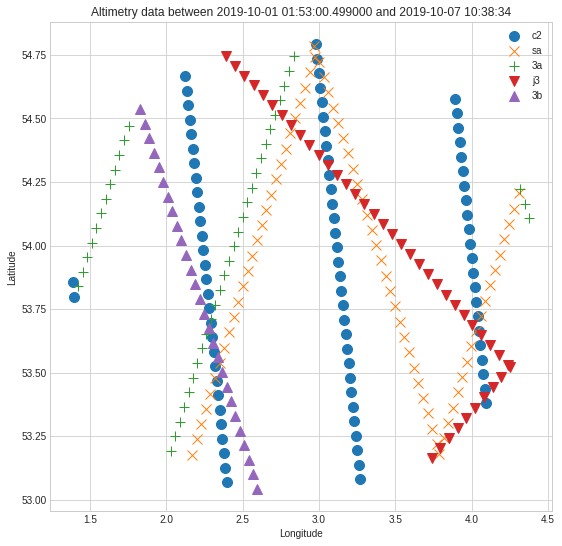 Altimetry data between 2019-10-01 01:53:00.499000 and 2019-10-07 10:38:34
c2
sa
3a
j3
3b
54.75
54.50
54.25
54.00
53.75
53.50
53.25
53.00
Latitude
1.5 2.0 2.5 3.0 3.5 4.0 4.5
Longitude